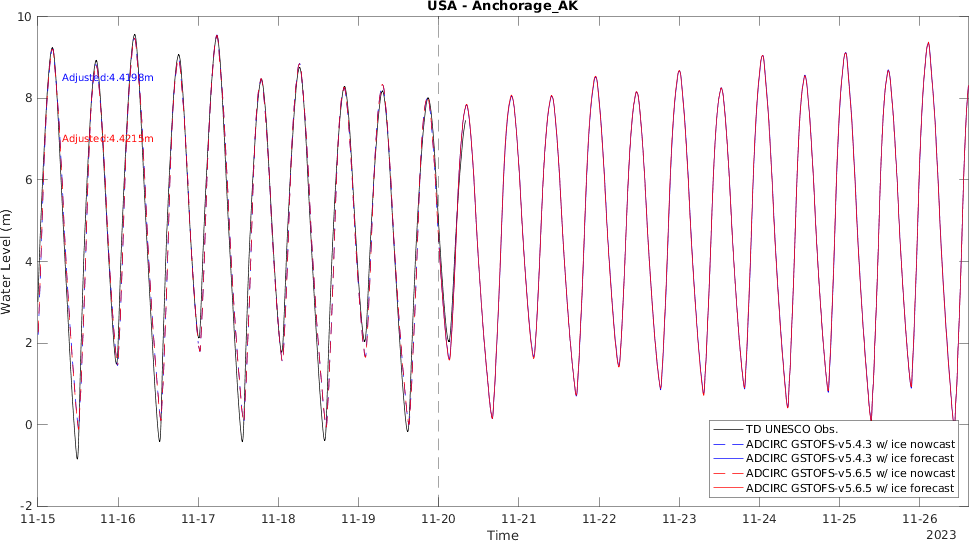 USA - Anchorage_AK
10
8
6
4
2
0
-2
Water Level (m)
Adjusted:4.4198m
Adjusted:4.4215m
TD UNESCO Obs.
ADCIRC GSTOFS-v5.4.3 w/ ice nowcast
ADCIRC GSTOFS-v5.4.3 w/ ice forecast
ADCIRC GSTOFS-v5.6.5 w/ ice nowcast
ADCIRC GSTOFS-v5.6.5 w/ ice forecast
11-15 11-16 11-17 11-18 11-19 11-20 11-21 11-22 11-23 11-24 11-25 11-26
Time
2023